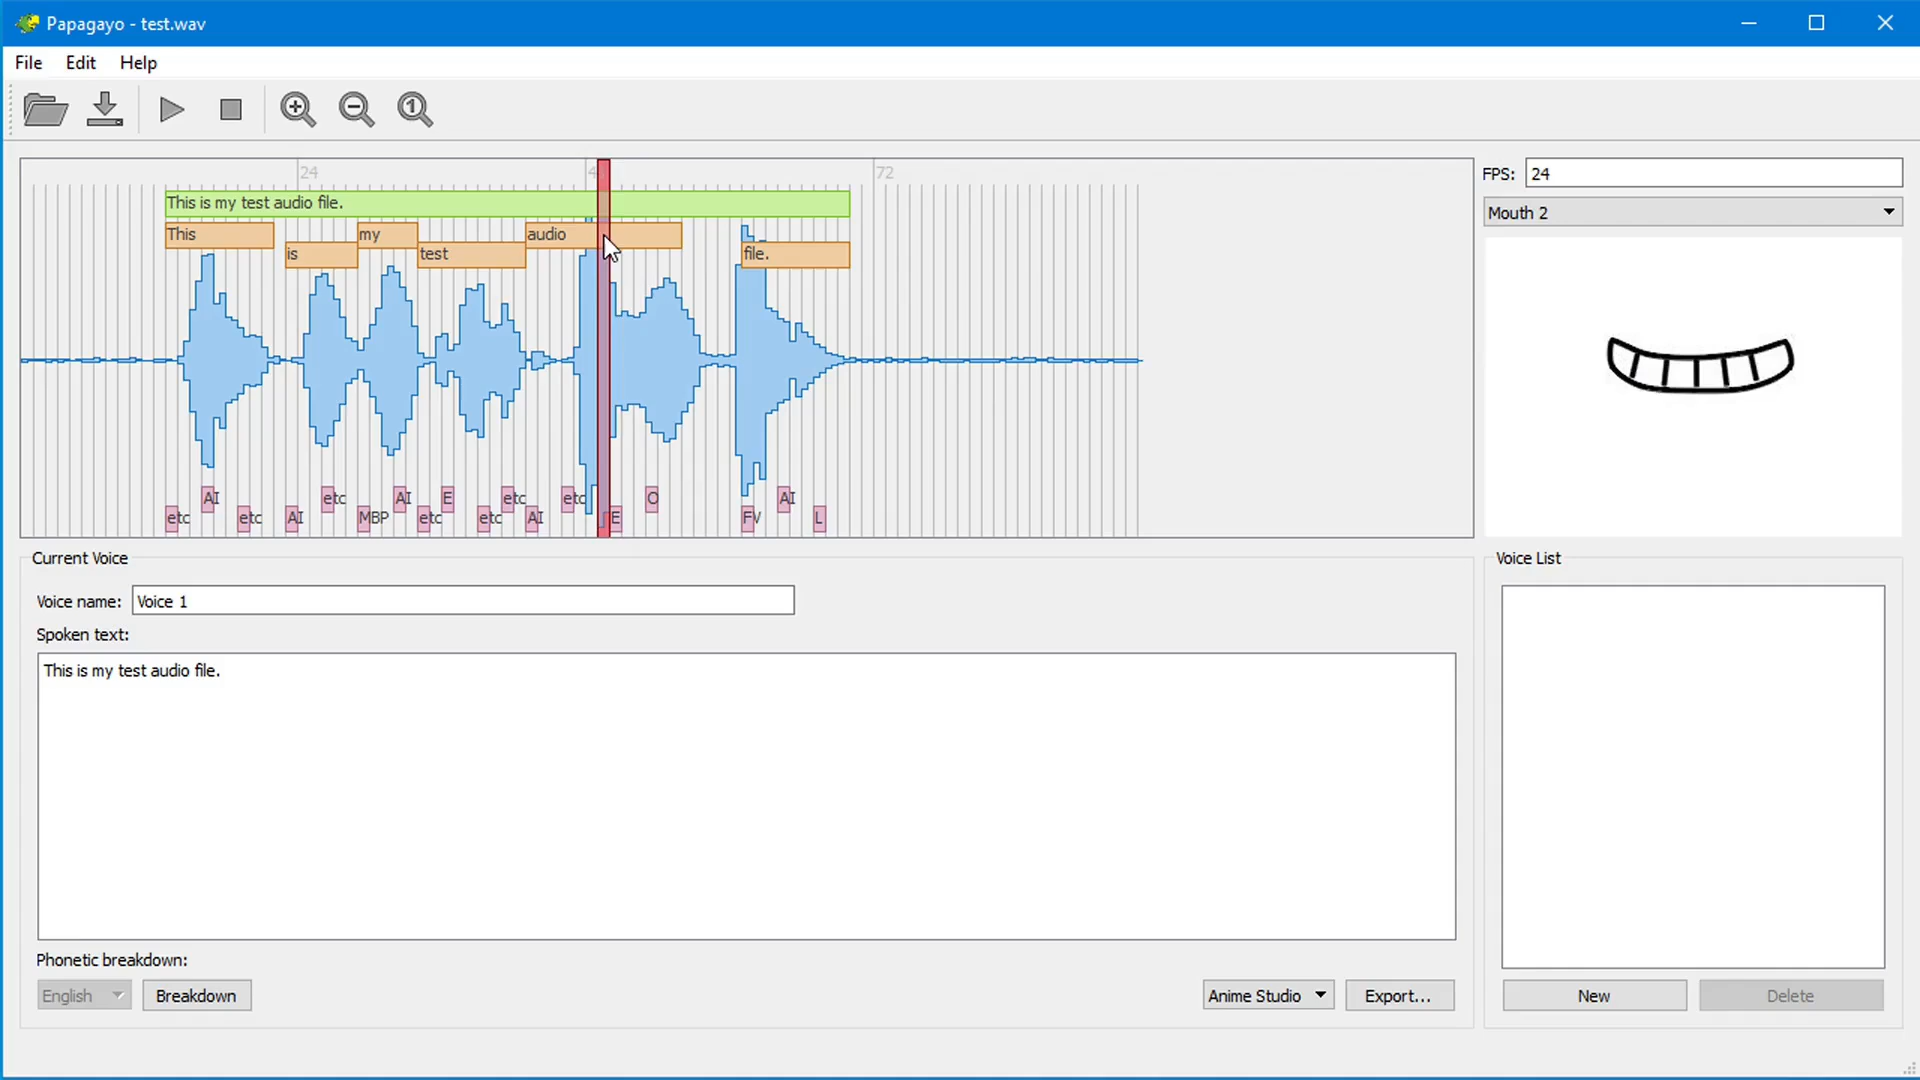 Papagayo - test.wav
File Edit Help
24 72
This is my test audio file.
This my audio
is test file.
AI etc AI E etc etc O AI
etc etc AI MBP etc etc AI E FV L
FPS: 24
Mouth 2
Current Voice
Voice name: Voice 1
Spoken text:
This is my test audio file.
Phonetic breakdown:
English Breakdown Anime Studio Export...
Voice List
New Delete